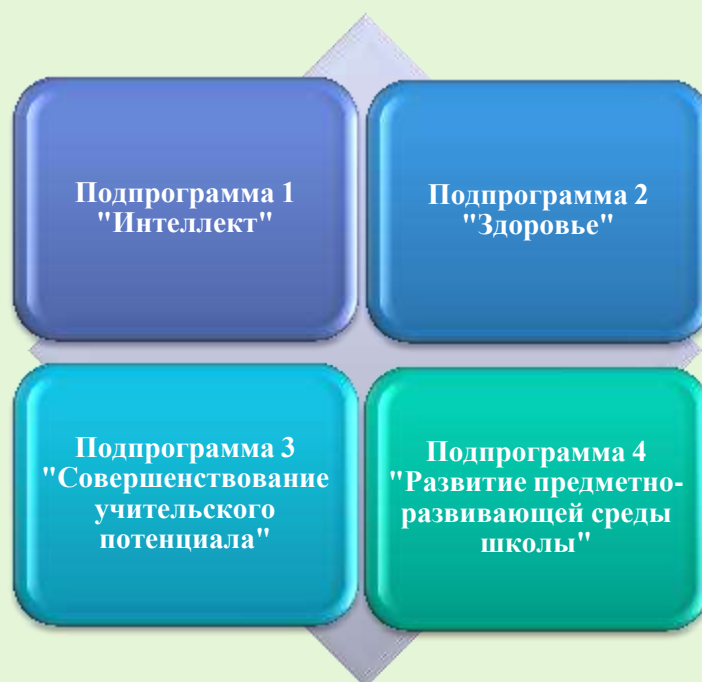 Подпрограмма 1
"Интеллект"
Подпрограмма 2
"Здоровье"
Подпрограмма 3
"Совершенствование
учительского
потенциала"
Подпрограмма 4
"Развитие предметно-
развивающей среды
школы"